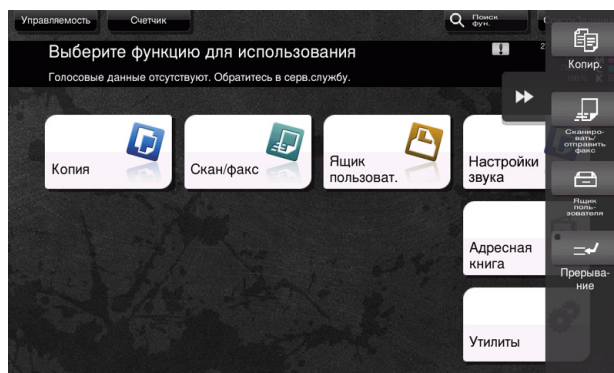 Управляемость
Счетчик
Поиск
фун.
Выберите функцию для использования
Голосовые данные отсутствуют. Обратитесь в серв.службу.
Копир.
Сканиро-
вать/
отправить
факс
Ящик
поль-
зователя
Прерыва-
ние
Копия
Скан/факс
Ящик
пользоват.
Настройки
звука
Адресная
книга
Утилиты